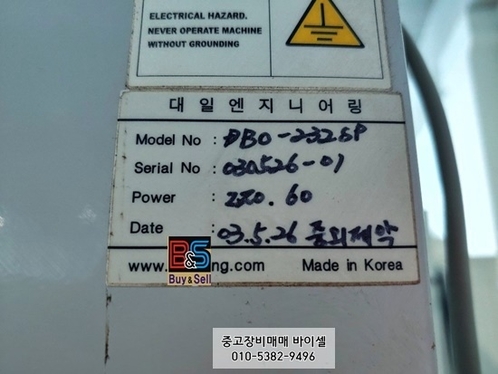 ELECTRICAL HAZARD.
NEVER OPERATE MACHINE
WITHOUT GROUNDING
대 일 엔 지 니 어 링
Model No : DBO-2326P
Serial No : 030526-01
Power : 220. 60
Date : 03.5.26 중외제약
B&S
Buy&Sell
www. ng.com Made in Korea
중고장비매매 바이셀
010-5382-9496